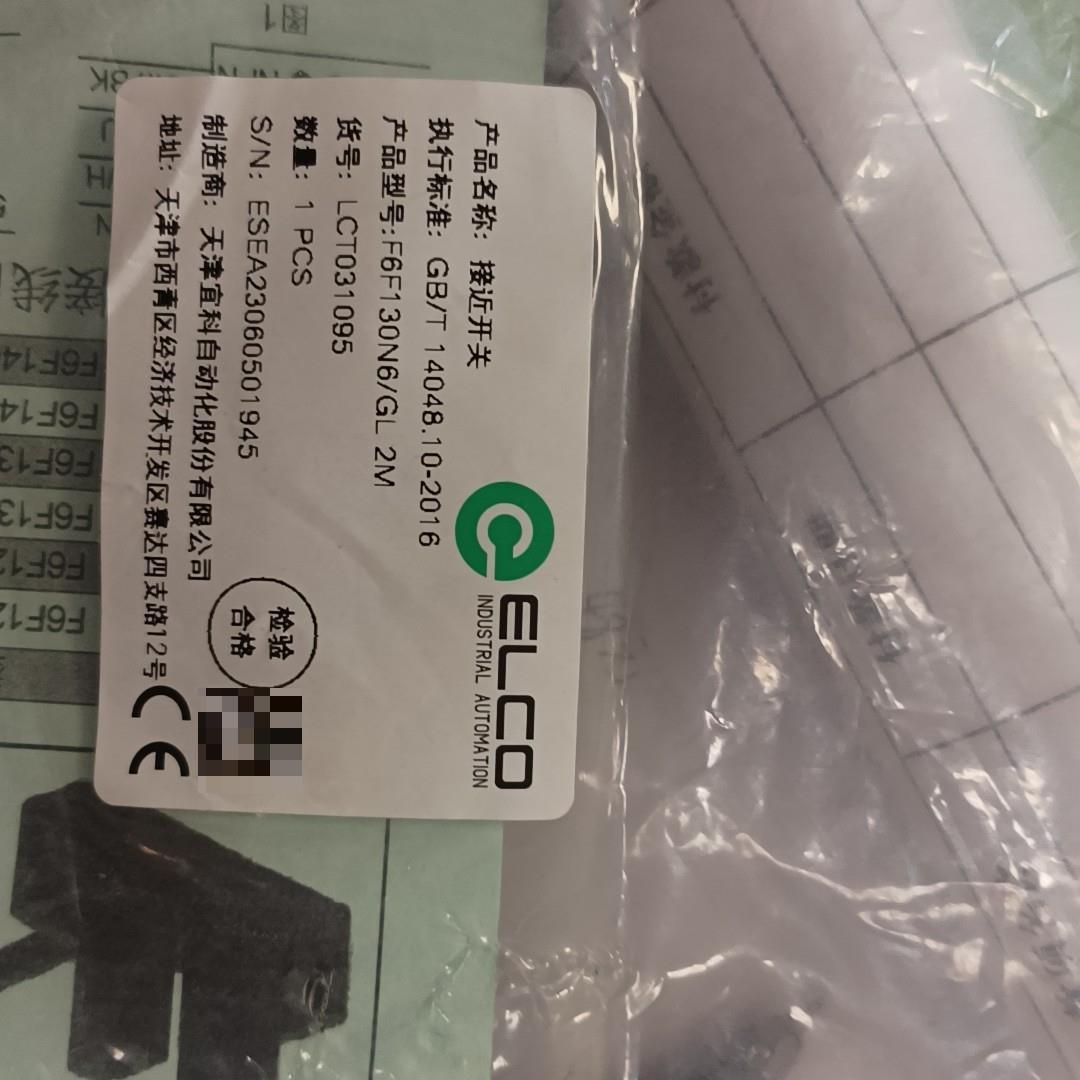 ELCO
INDUSTRIAL AUTOMATION
产品名称: 接近开关
执行标准: GB/T 14048.10-2016
产品型号:F6F130N6/GL 2M
货号: LCT031095
数量: 1 PCS
S/N: ESEA23060501945
制造商: 天津宜科自动化股份有限公司
地址: 天津市西青区经济技术开发区赛达四支路12号
检验
合格
CE
图 1
F6F14
F6F14
F6F13
F6F13
F6F12
F6F12